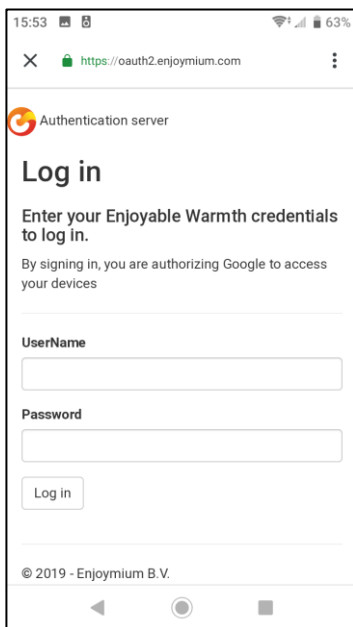 15:53 63%
https://oauth2.enjoymium.com
Authentication server
Log in
Enter your Enjoyable Warmth credentials
to log in.
By signing in, you are authorizing Google to access
your devices
UserName
Password
Log in
© 2019 - Enjoymium B.V.